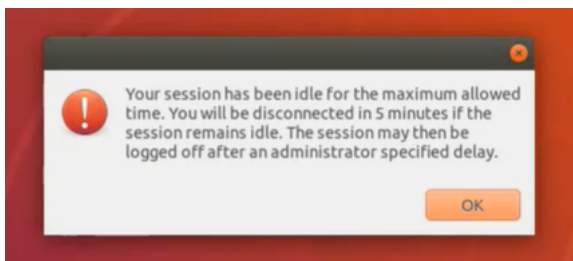 Your session has been idle for the maximum allowed
time. You will be disconnected in 5 minutes if the
session remains idle. The session may then be
logged off after an administrator specified delay.
OK